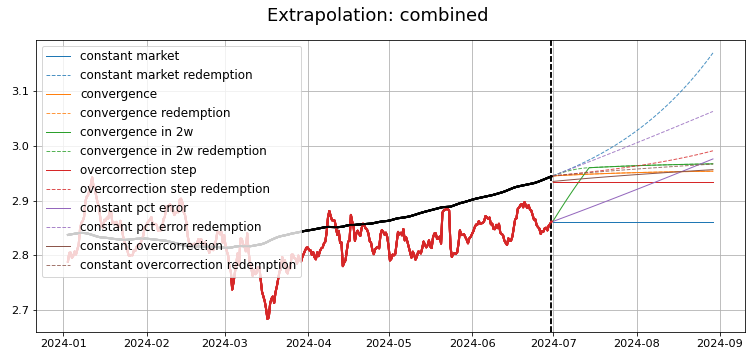 Extrapolation: combined
constant market
constant market redemption
convergence
convergence redemption
convergence in 2w
convergence in 2w redemption
overcorrection step
overcorrection step redemption
constant pct error
constant pct error redemption
constant overcorrection
constant overcorrection redemption
3.1
3.0
2.9
2.8
2.7
2024-01 2024-02 2024-03 2024-04 2024-05 2024-06 2024-07 2024-08 2024-09